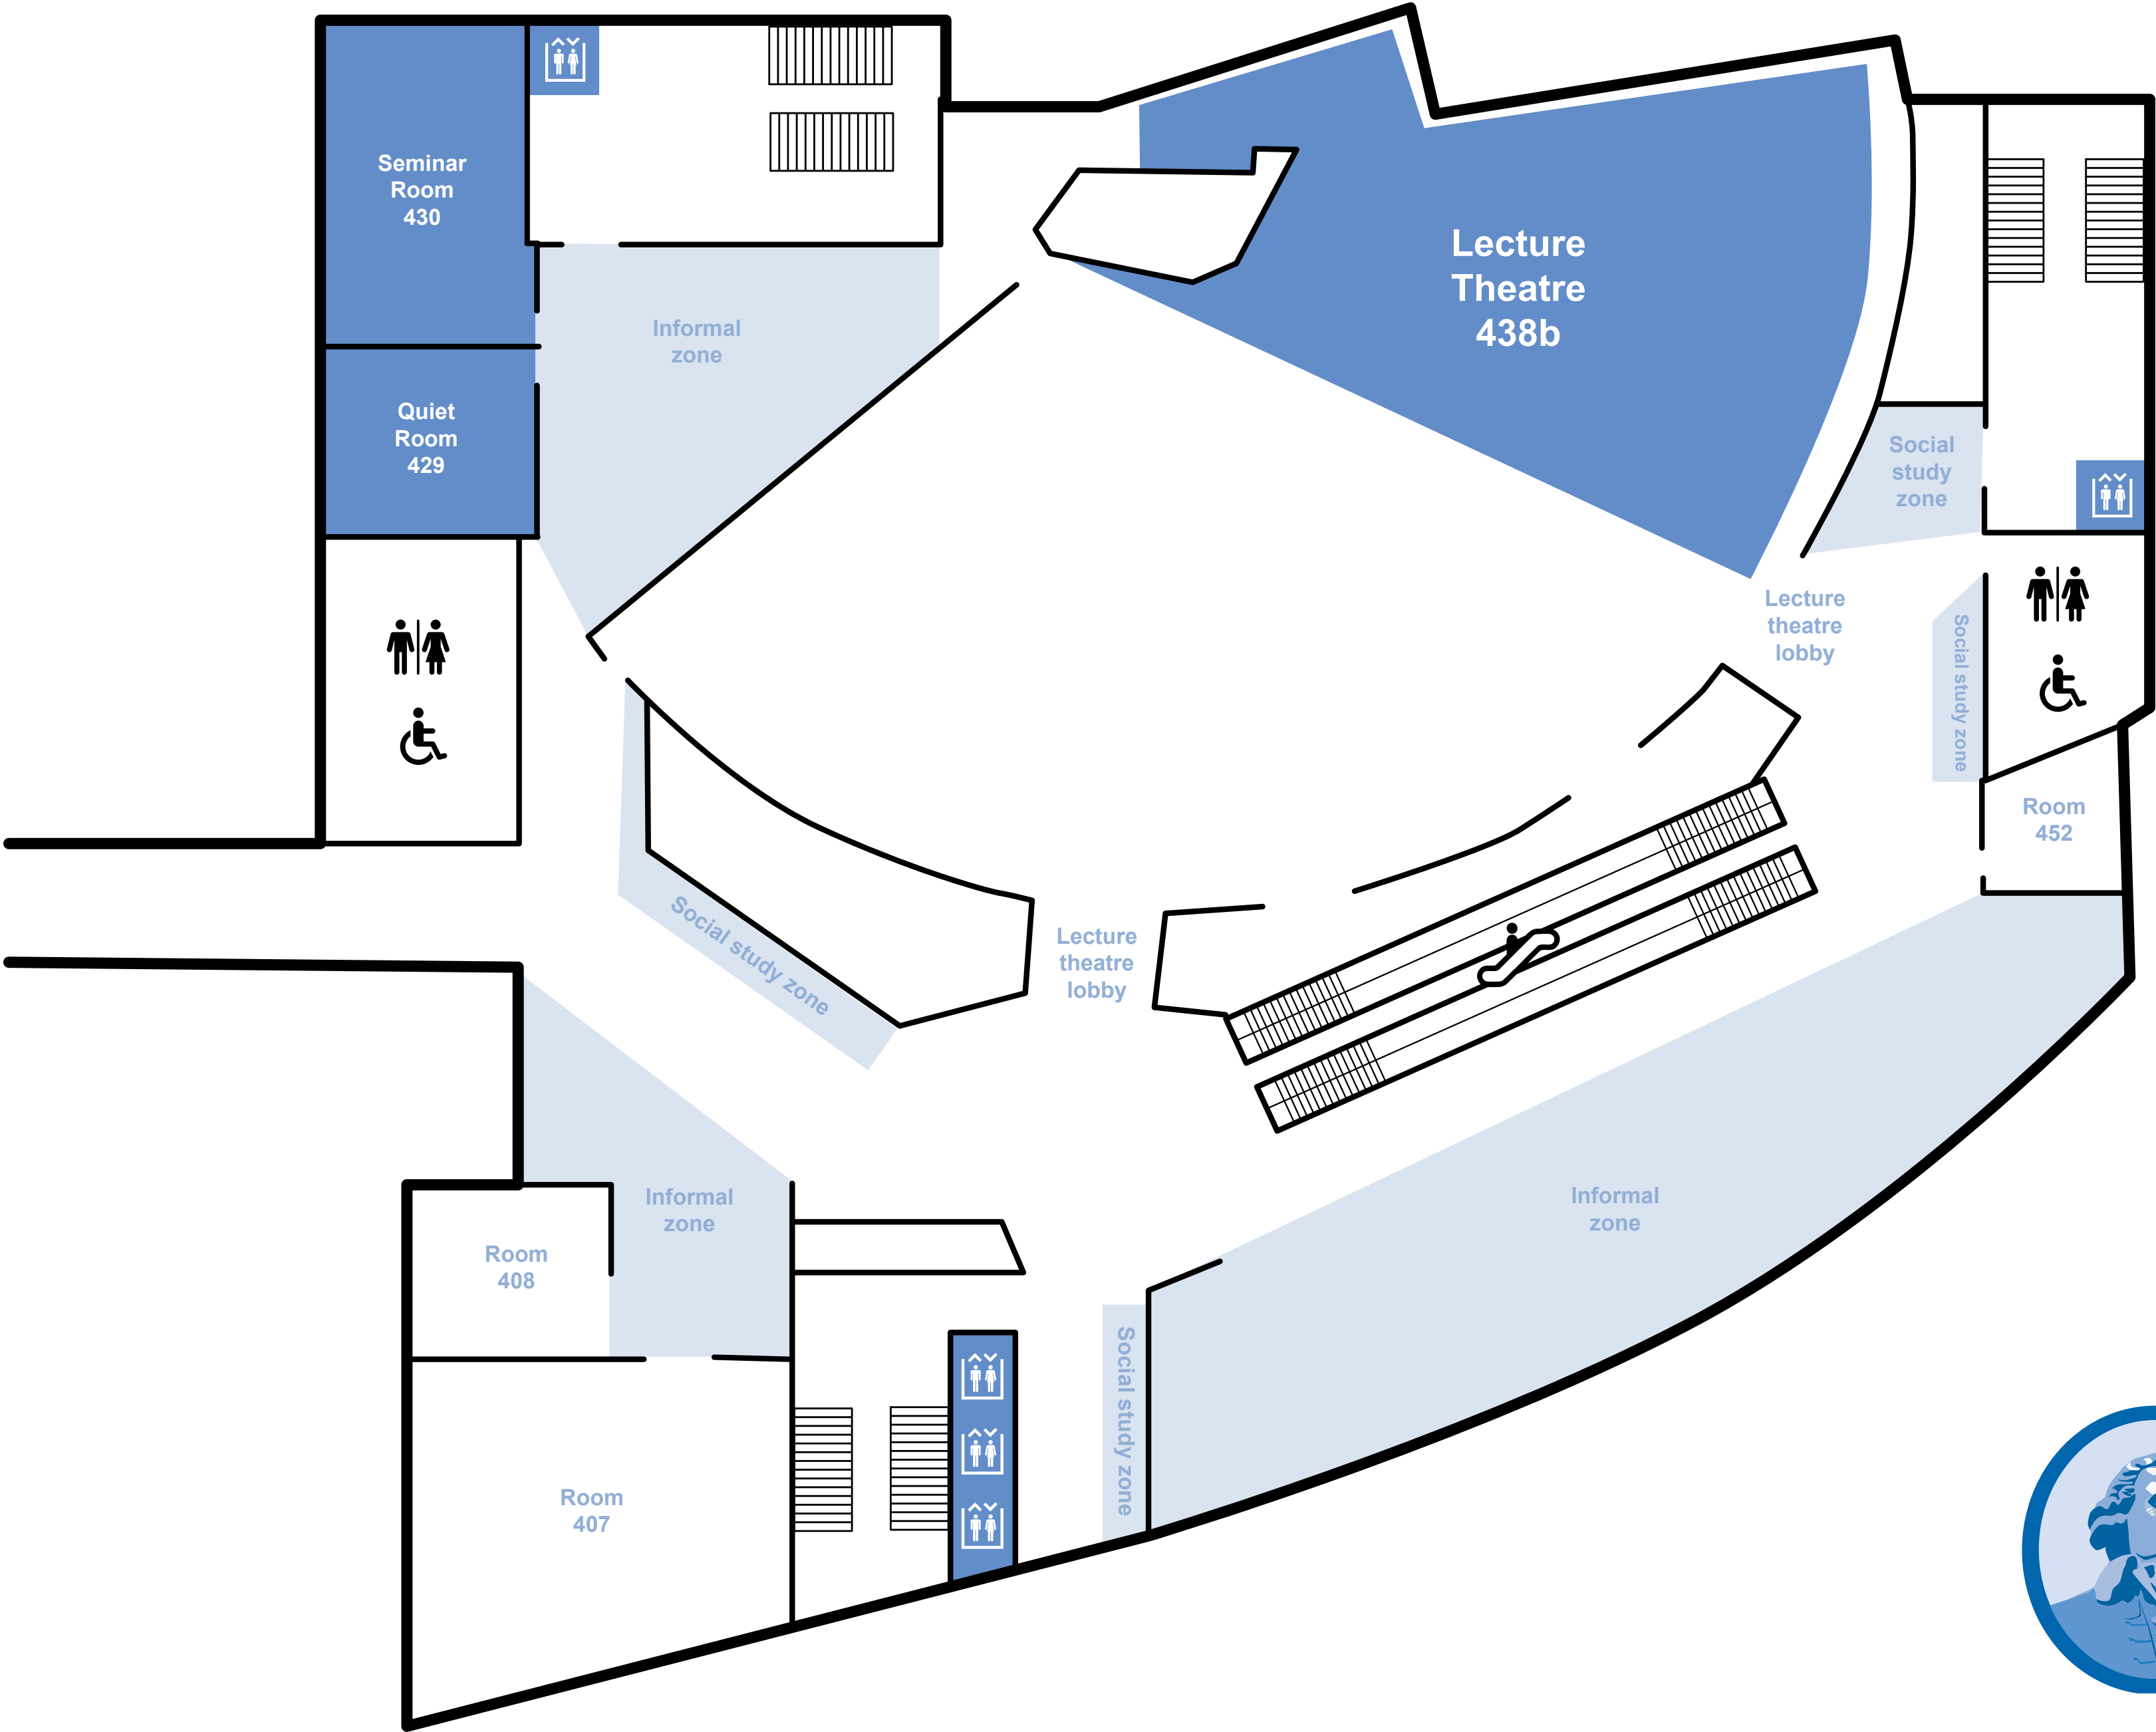 Seminar
Room
430
Informal
zone
Quiet
Room
429
Lecture
Theatre
438b
Social
study
zone
Lecture
theatre
lobby
Social study zone
Room
452
Social study zone
Lecture
theatre
lobby
Informal
zone
Informal
zone
Room
408
Social study zone
Room
407